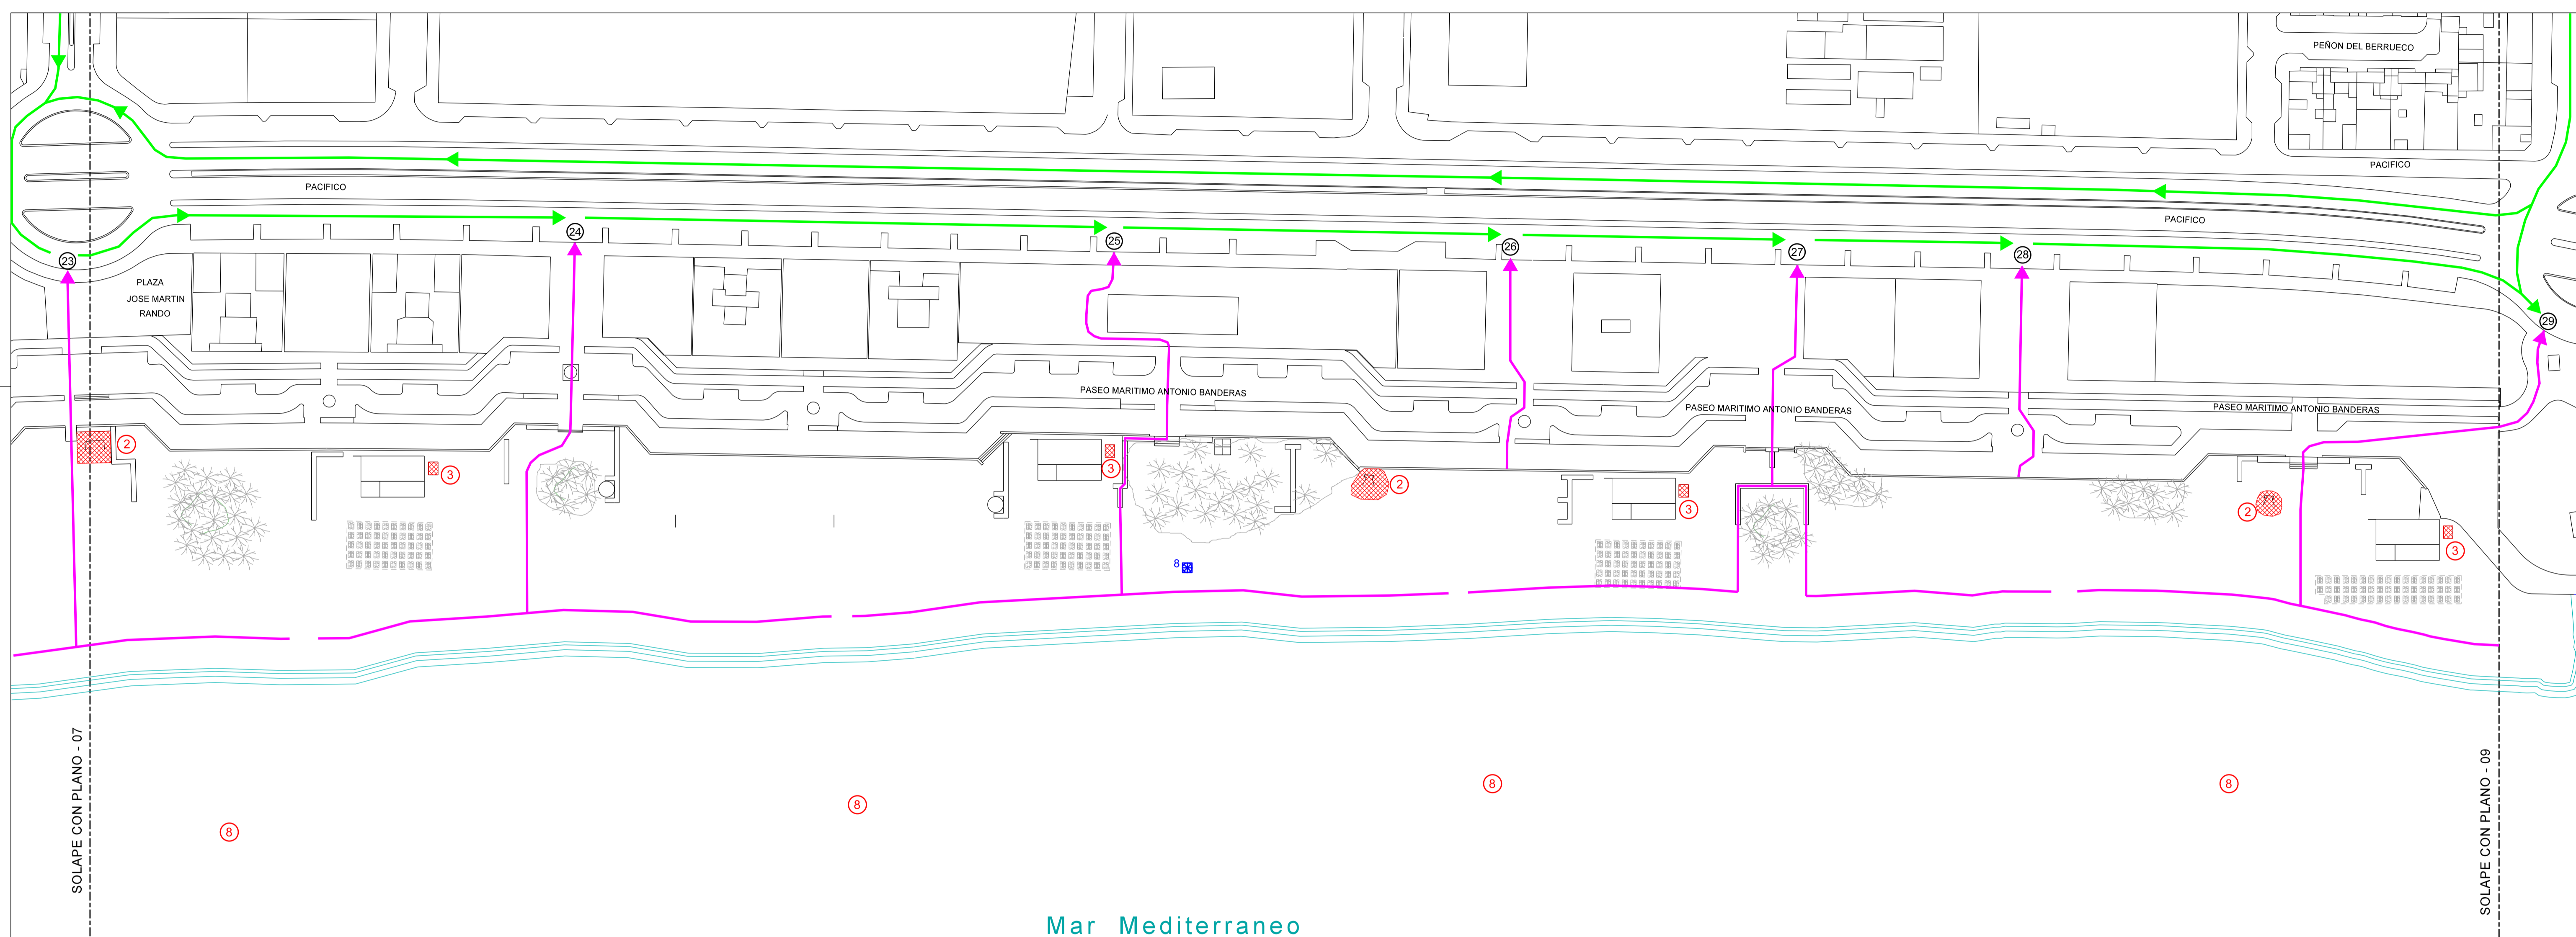 PEÑON DEL BERRUECO
PACIFICO
PACIFICO
PACIFICO
23
24
25
26
27
28
29
PLAZA
JOSE MARTIN
RANDO
PASEO MARITIMO ANTONIO BANDERAS
PASEO MARITIMO ANTONIO BANDERAS
PASEO MARITIMO ANTONIO BANDERAS
2
3
3
2
3
2
3
8
8
8
8
8
SOLAPE CON PLANO - 07
SOLAPE CON PLANO - 09
Mar Mediterraneo